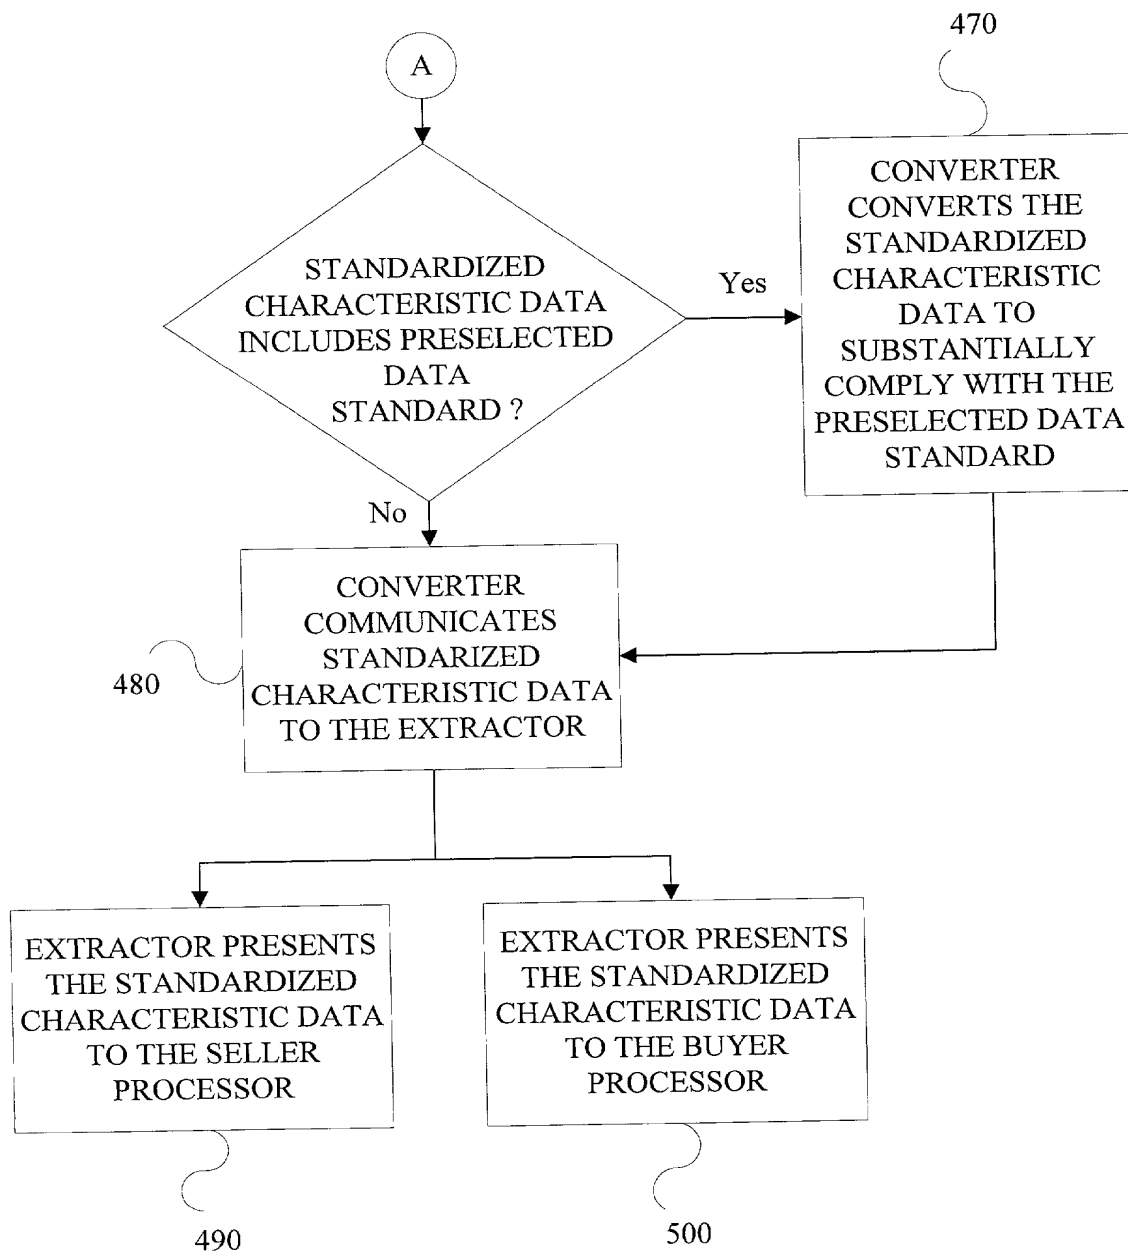 470
A
CONVERTER
CONVERTS THE
STANDARDIZED
CHARACTERISTIC
DATA TO
SUBSTANTIALLY
COMPLY WITH THE
PRESELECTED DATA
STANDARD
STANDARDIZED
CHARACTERISTIC DATA
INCLUDES PRESELECTED
DATA
STANDARD ?
Yes
No
CONVERTER
COMMUNICATES
STANDARIZED
CHARACTERISTIC DATA
TO THE EXTRACTOR
480
EXTRACTOR PRESENTS
THE STANDARDIZED
CHARACTERISTIC DATA
TO THE SELLER
PROCESSOR
EXTRACTOR PRESENTS
THE STANDARDIZED
CHARACTERISTIC DATA
TO THE BUYER
PROCESSOR
490
500